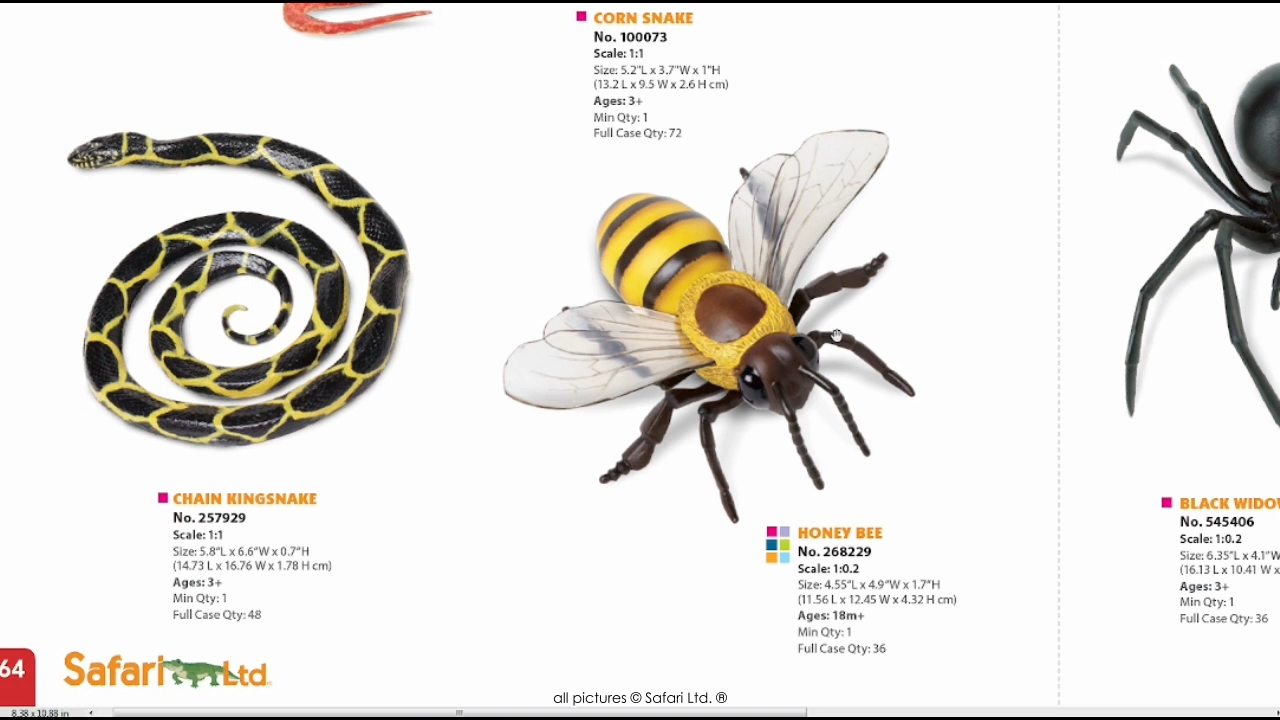 CORN SNAKE
No. 100073
Scale: 1:1
Size: 5.2"L x 3.7"W x 1"H
(13.2 L x 9.5 W x 2.6 H cm)
Ages: 3+
Min Qty: 1
Full Case Qty: 72
CHAIN KINGSNAKE
No. 257929
Scale: 1:1
Size: 5.8"L x 6.6"W x 0.7"H
(14.73 L x 16.76 W x 1.78 H cm)
Ages: 3+
Min Qty: 1
Full Case Qty: 48
HONEY BEE
No. 268229
Scale: 1:0.2
Size: 4.55"L x 4.9"W x 1.7"H
(11.56 L x 12.45 W x 4.32 H cm)
Ages: 18m+
Min Qty: 1
Full Case Qty: 36
BLACK WIDOW
No. 545406
Scale: 1:0.2
Size: 6.35"L x 4.1"W
(16.13 L x 10.41 W x
Ages: 3+
Min Qty: 1
Full Case Qty: 36
64
Safari Ltd
all pictures © Safari Ltd. ®
8.38 x 10.88 in